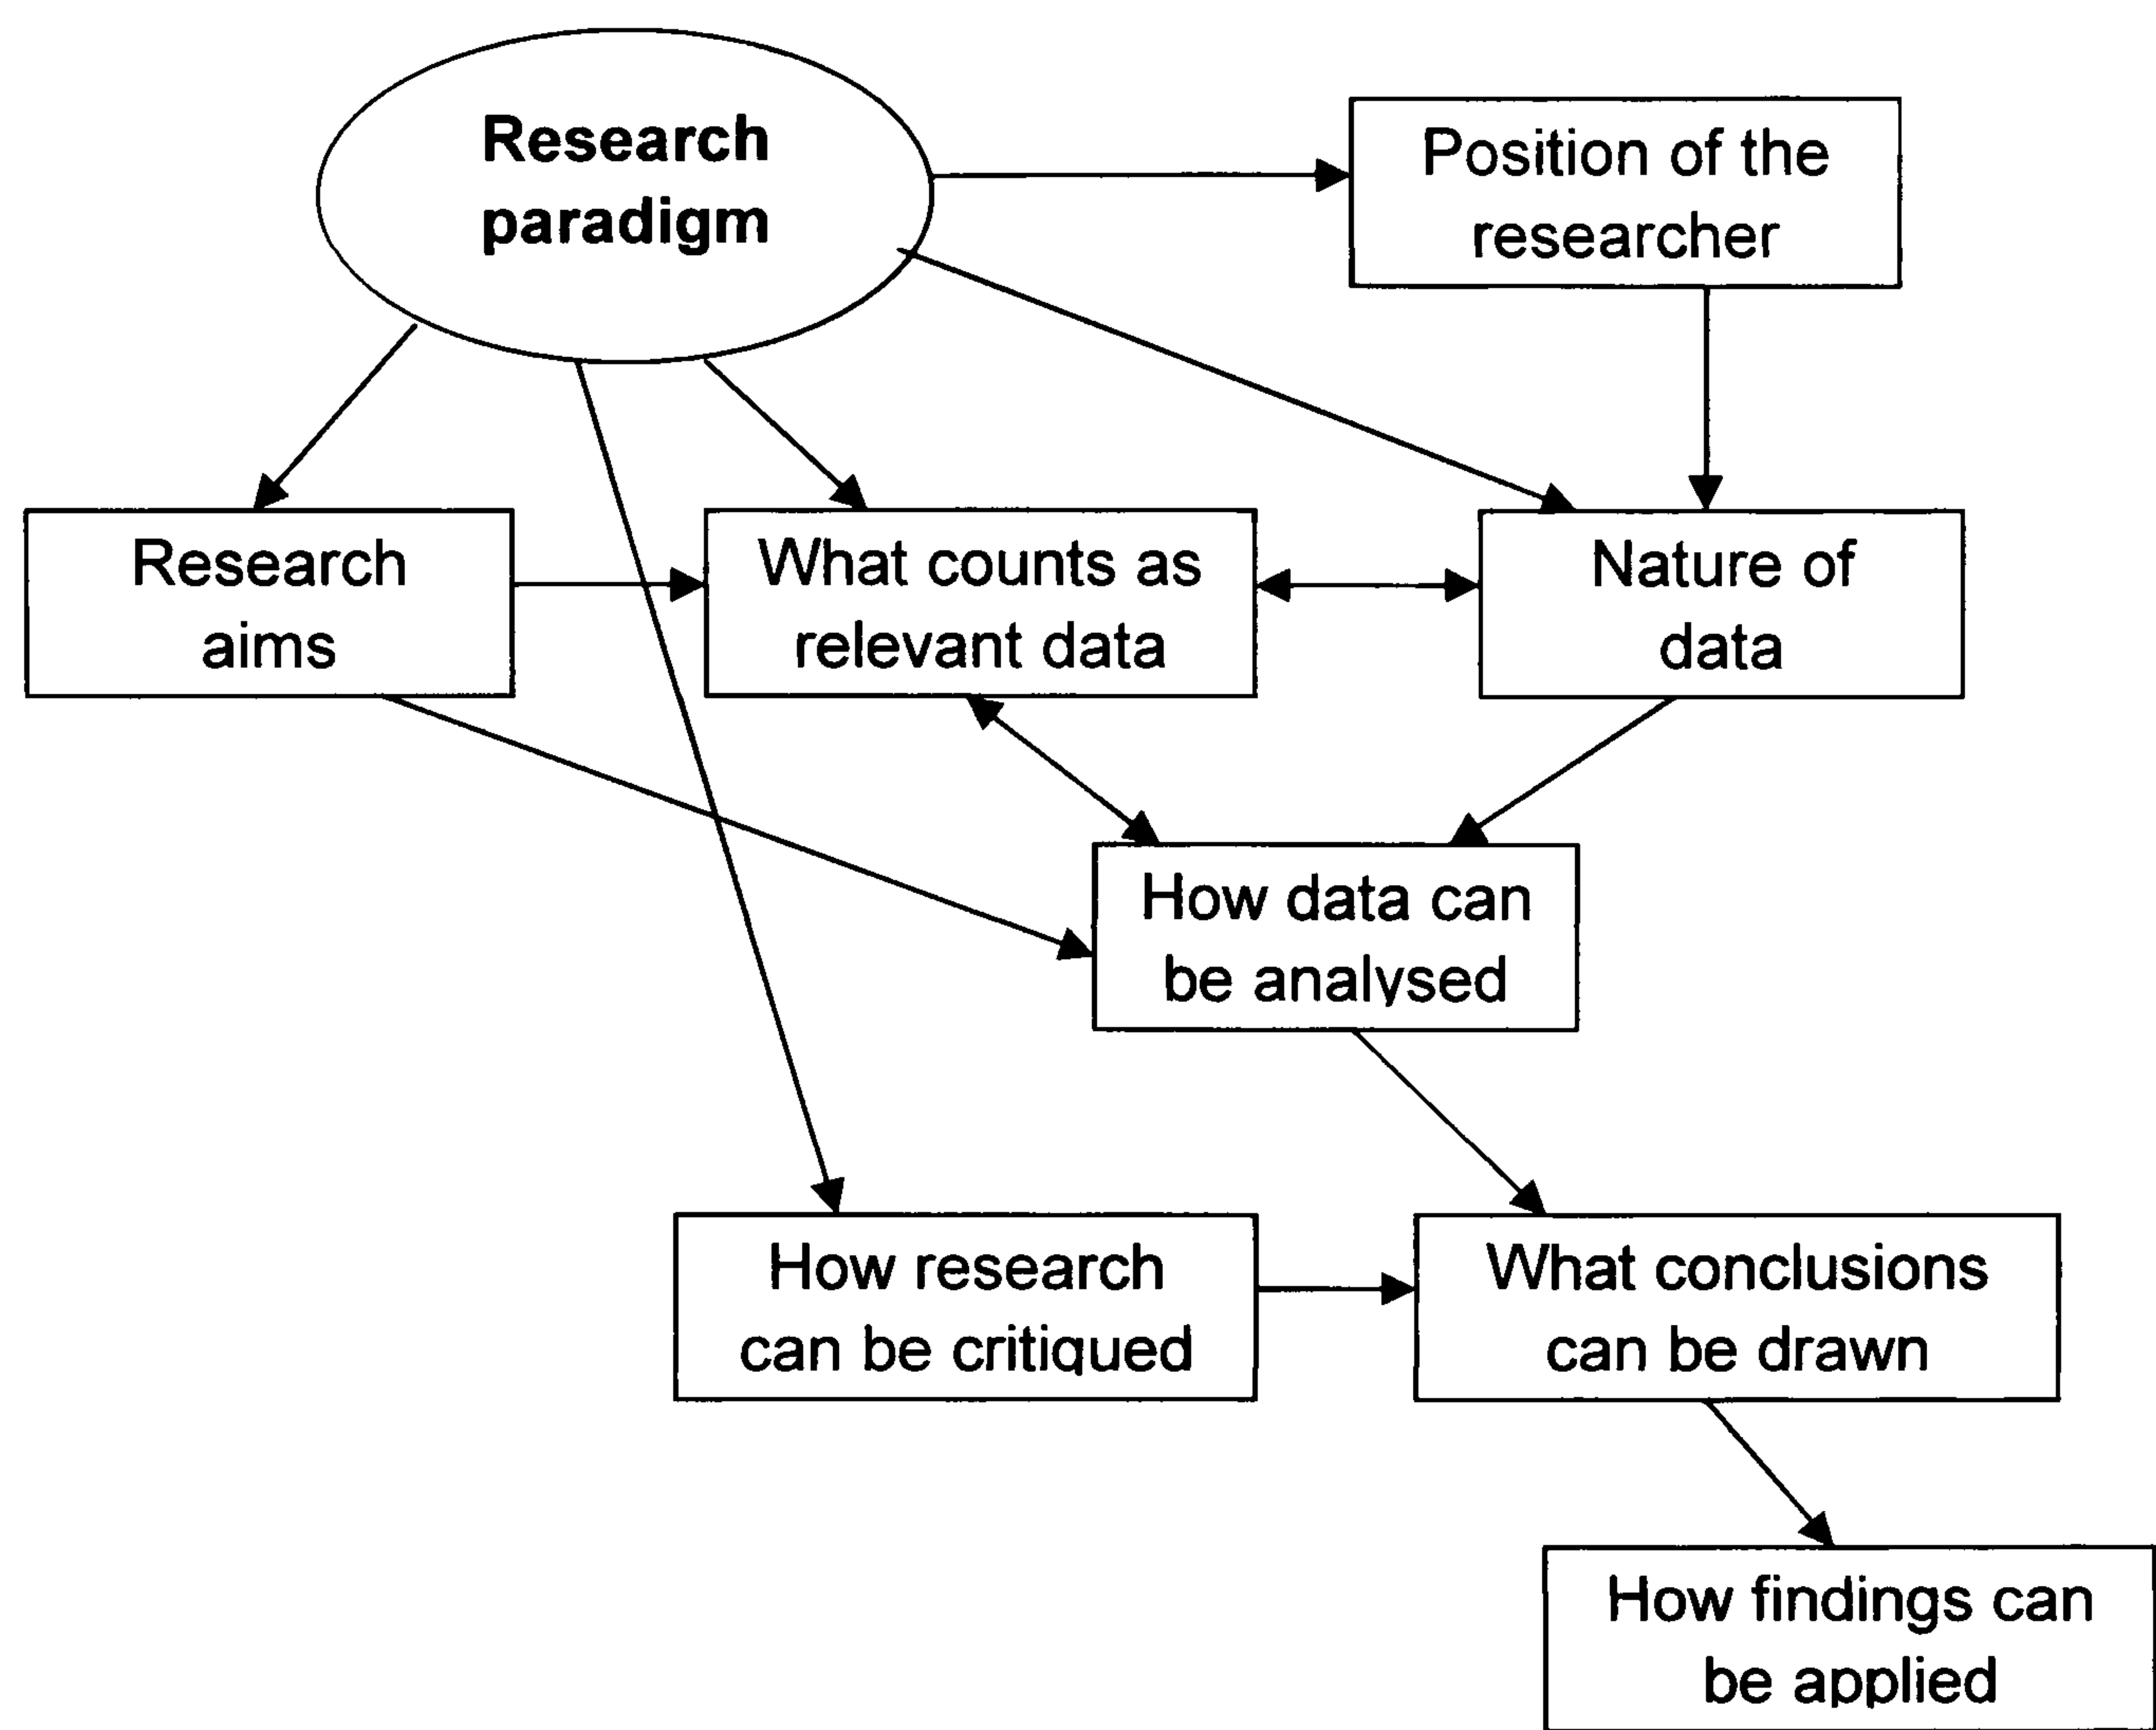 Research
paradigm
Position of the
researcher
Research
aims
What counts as
relevant data
Nature of
data
How data can
be analysed
How research
can be critiqued
What conclusions
can be drawn
How findings can
be applied